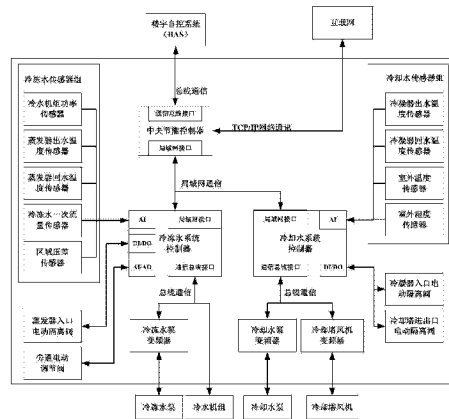 楼宇自控系统
（BAS）
互联网
总线通信
冷冻水传感器组
冷水机组功率
传感器
蒸发器出水温
度传感器
蒸发器回水温
度传感器
冷冻水一次流
量传感器
区域压差
传感器
通信总线接口
中央节能控制器
局域网接口
TCP/IP网络通讯
冷却水传感器组
冷凝器出水温
度传感器
冷凝器回水温
度传感器
室外温度
传感器
室外湿度
传感器
局域网通信
AI
局域网接口
冷冻水系统
控制器
DI/DO
通信总线接口
局域网接口
冷却水系统
控制器
通信总线接口
DI/DO
总线通信
总线通信
蒸发器入口电
动隔离阀
旁通电动
调节阀
冷冻水泵
变频器
冷却水泵
变频器
冷却塔风机
变频器
冷凝器入口电
动隔离阀
冷却塔进出口
电动隔离阀
冷冻水泵
冷水机组
冷却水泵
冷却塔风机